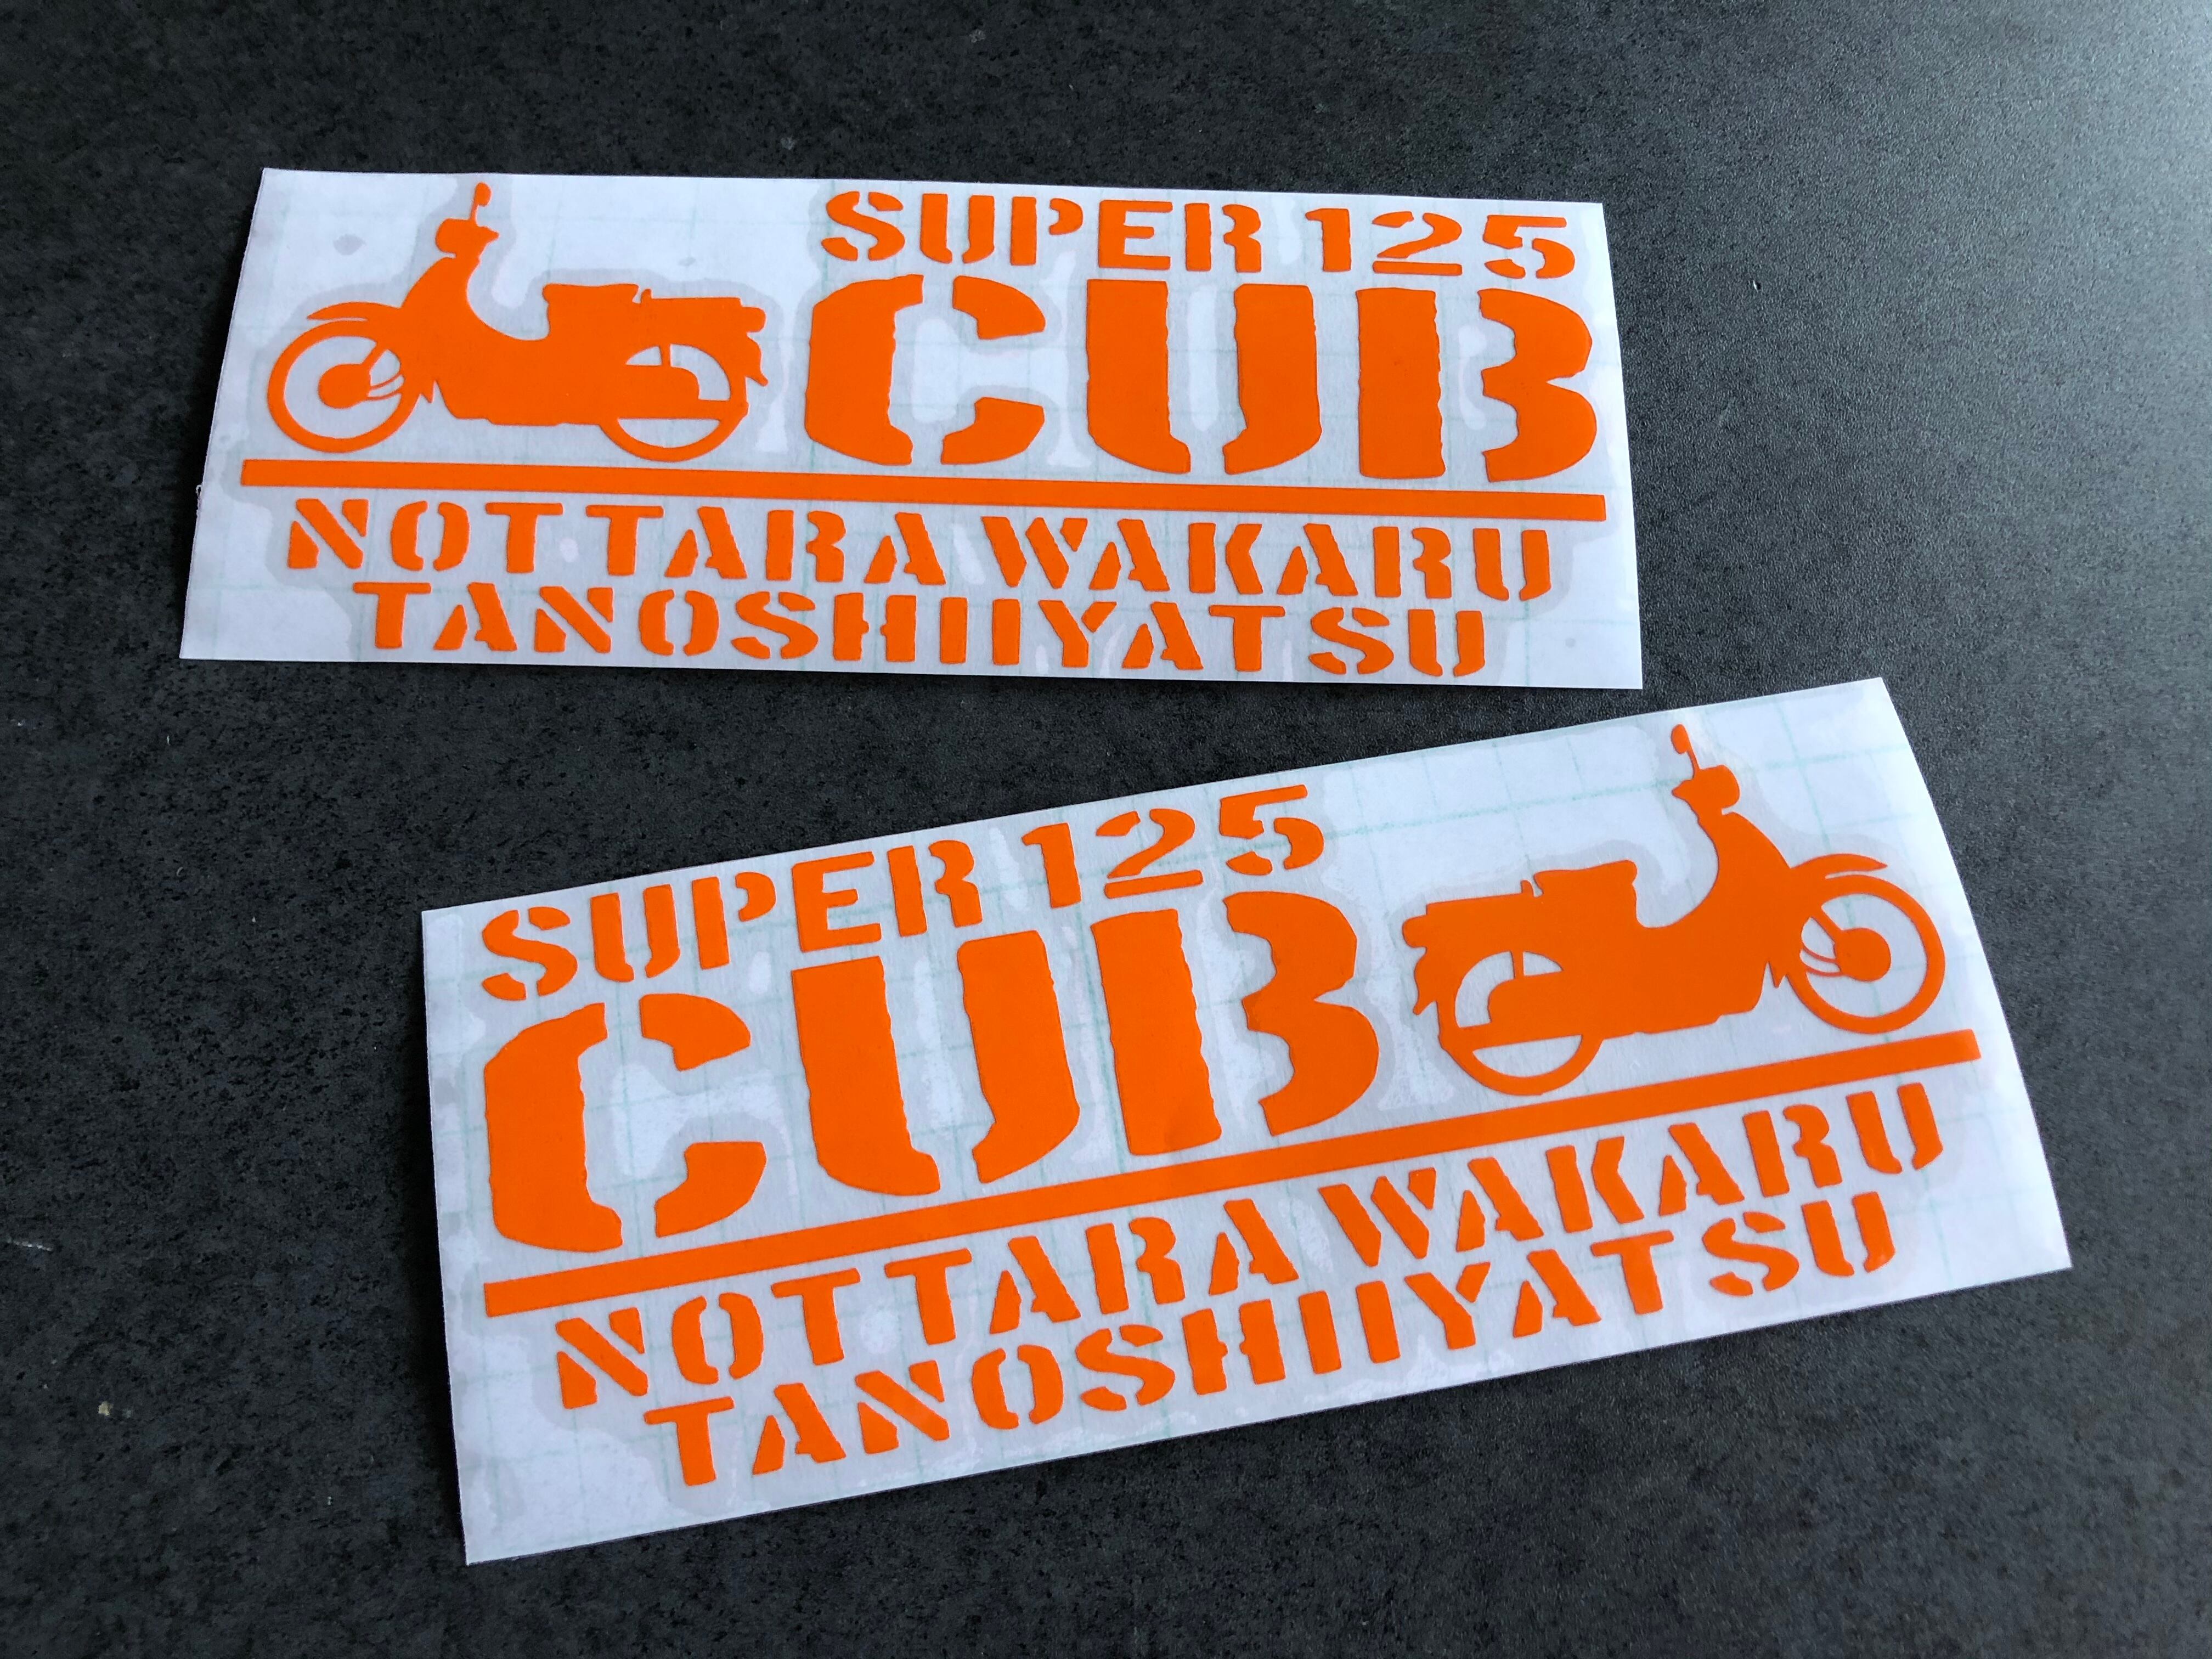 SUPER 125
CUB
NOTTARA WAKARU
TANOSHIIYATSU
SUPER 125
CUB
NOTTARA WAKARU
TANOSHIIYATSU